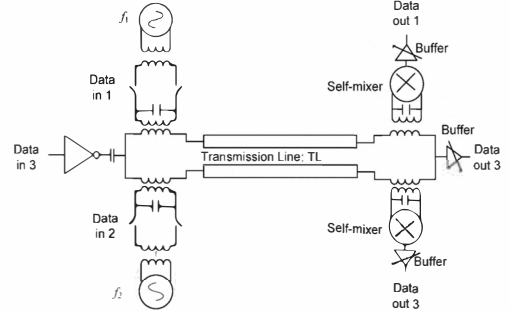 f₁
Data
out 1
Buffer
Data
in 1
Self-mixer
Buffer
Data
in 3
Transmission Line: TL
Data
out 3
Data
in 2
Self-mixer
Buffer
f₂
Data
out 3